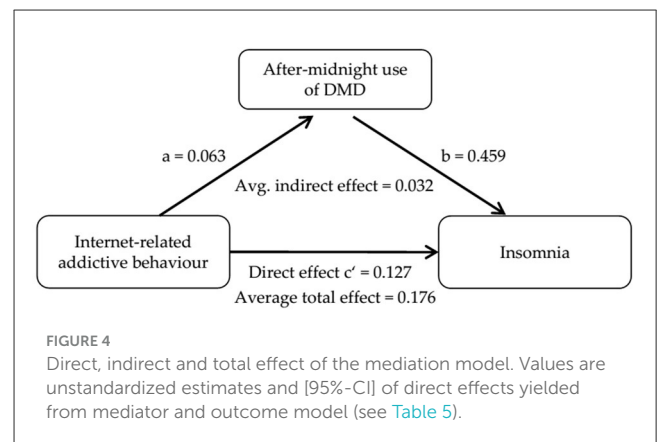 After-midnight use
of DMD
a = 0.063
b = 0.459
Avg. indirect effect = 0.032
Internet-related
addictive behaviour
Insomnia
Direct effect c‘ = 0.127
Average total effect = 0.176
FIGURE 4
Direct, indirect and total effect of the mediation model. Values are
unstandardized estimates and [95%-CI] of direct effects yielded
from mediator and outcome model (see Table 5).